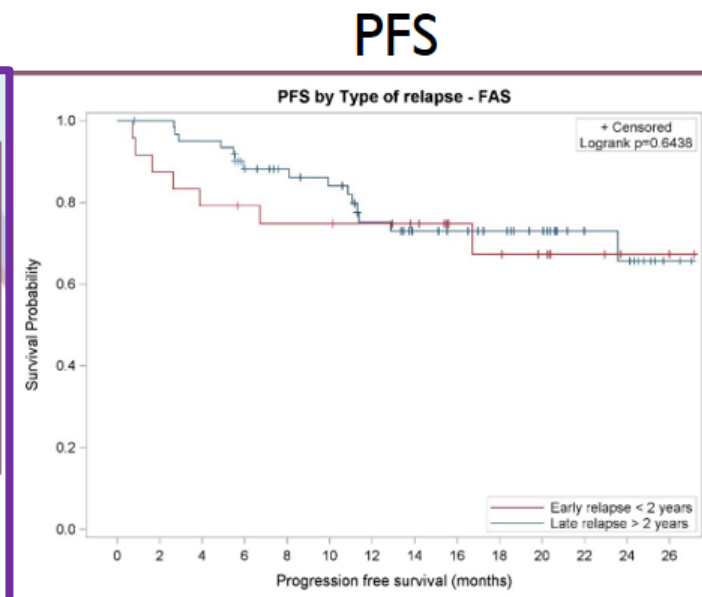 PFS
PFS by Type of relapse - FAS
+ Censored
Logrank p=0.6438
Survival Probability
1.0
0.8
0.6
0.4
0.2
0.0
Early relapse < 2 years
Late relapse > 2 years
0 2 4 6 8 10 12 14 16 18 20 22 24 26
Progression free survival (months)